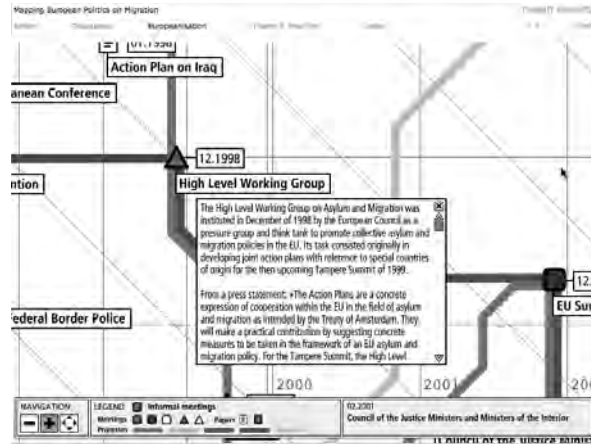 Mapping European Politics on Migration
Europeanisation
01.1998
Action Plan on Iraq
anean Conference
12.1998
ntion
High Level Working Group
The High Level Working Group on Asylum and Migration was
instituted in December of 1998 by the European Council as a
pressure group and think tank to promote collective asylum and
migration policies in the EU. Its task consisted originally in
developing joint action plans with reference to special countries
of origin for the then upcoming Tampere Summit of 1999.
From a press statement: »The Action Plans are a concrete
expression of cooperation within the EU in the field of asylum
and migration as intended by the Treaty of Amsterdam. They
will make a practical contribution by suggesting concrete
measures to be taken in the framework of an EU asylum and
migration policy. For the Tampere Summit, the High Level
12.
EU Sum
ederal Border Police
2000
2001
200
NAVIGATION
LEGEND
Informal meetings
Meetings
Papers
Processes
02.2001
Council of the Justice Ministers and Ministers of the Interior